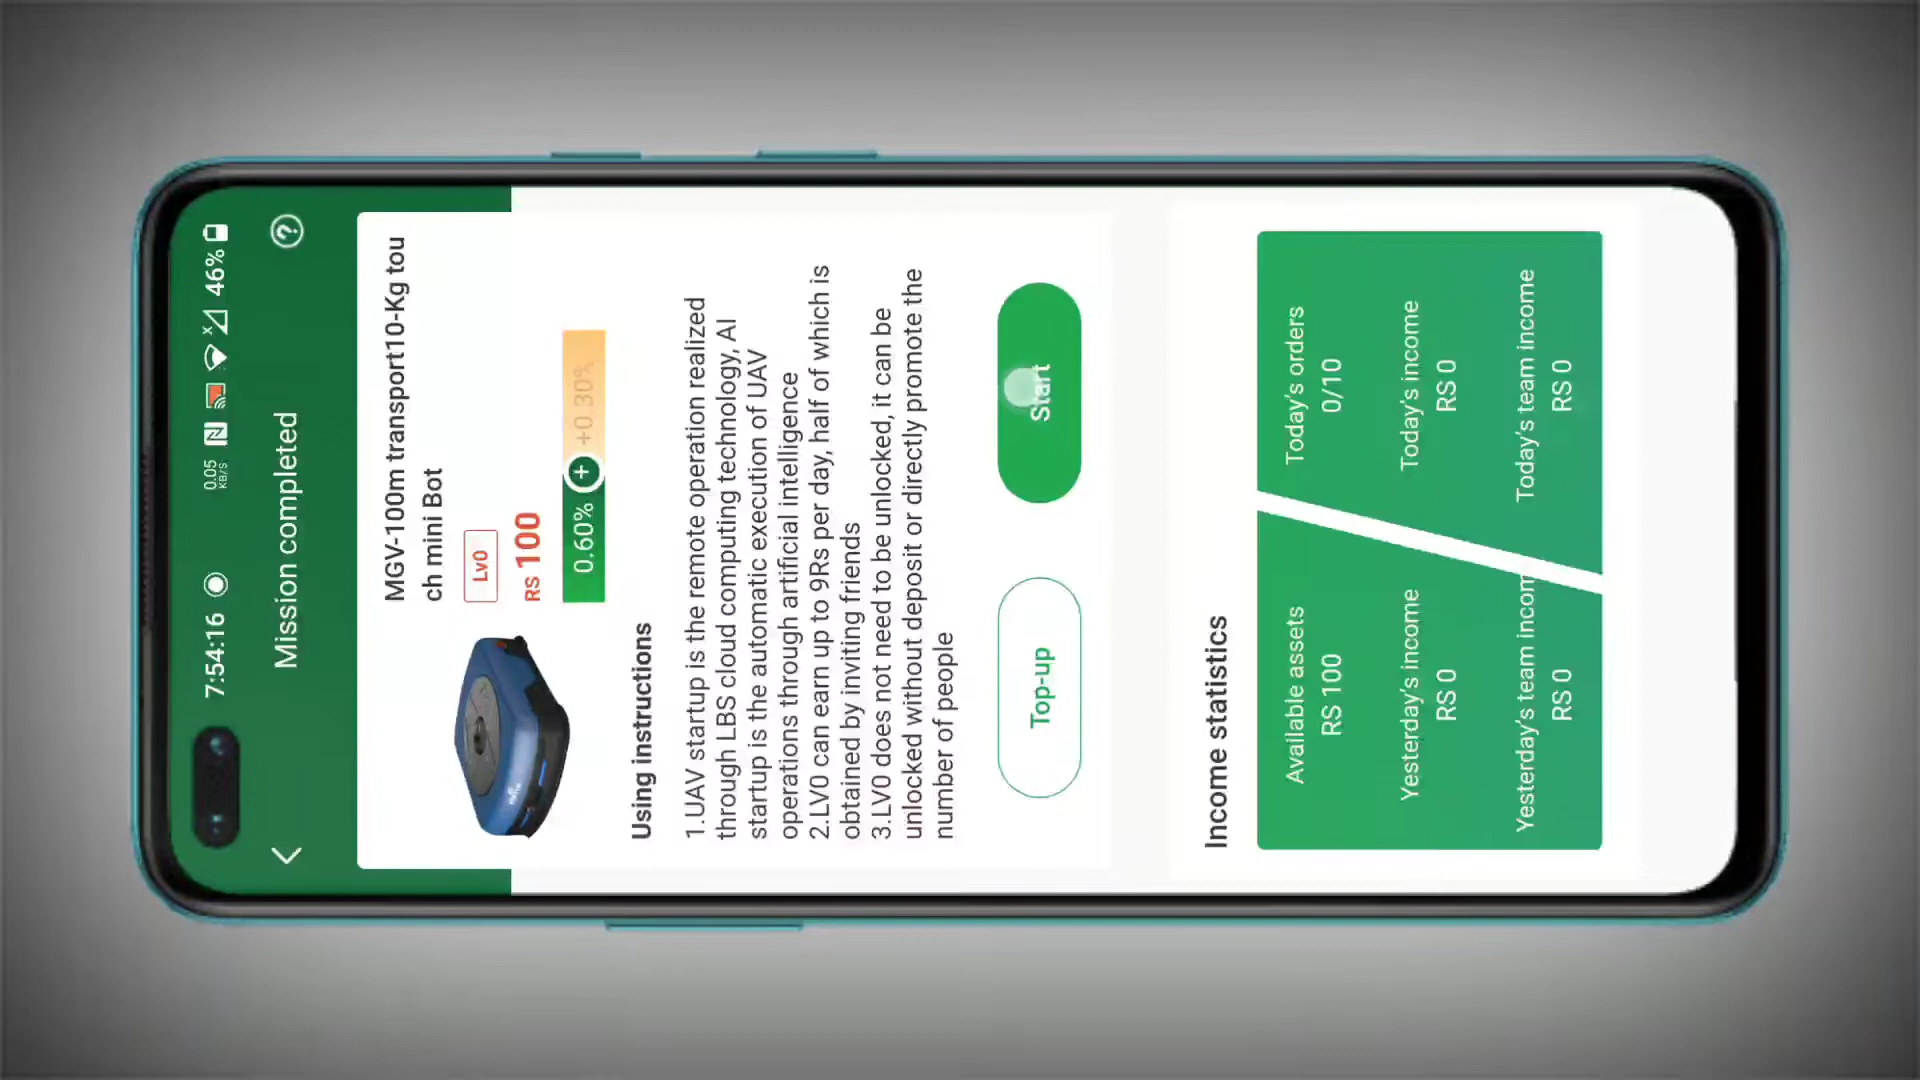 7:54:16
0.05
KB/S
46%
Mission completed
MGV-100m transport10-Kg tou
ch mini Bot
Lv0
RS 100
0.60% + +0.30%
Using instructions
1.UAV startup is the remote operation realized
through LBS cloud computing technology, AI
startup is the automatic execution of UAV
operations through artificial intelligence
2.LV0 can earn up to 9Rs per day, half of which is
obtained by inviting friends
3.LV0 does not need to be unlocked, it can be
unlocked without deposit or directly promote the
number of people
Top-up
Start
Income statistics
Available assets
RS 100
Today's orders
0/10
Yesterday's income
RS 0
Today's income
RS 0
Yesterday's team incom
RS 0
Today's team income
RS 0